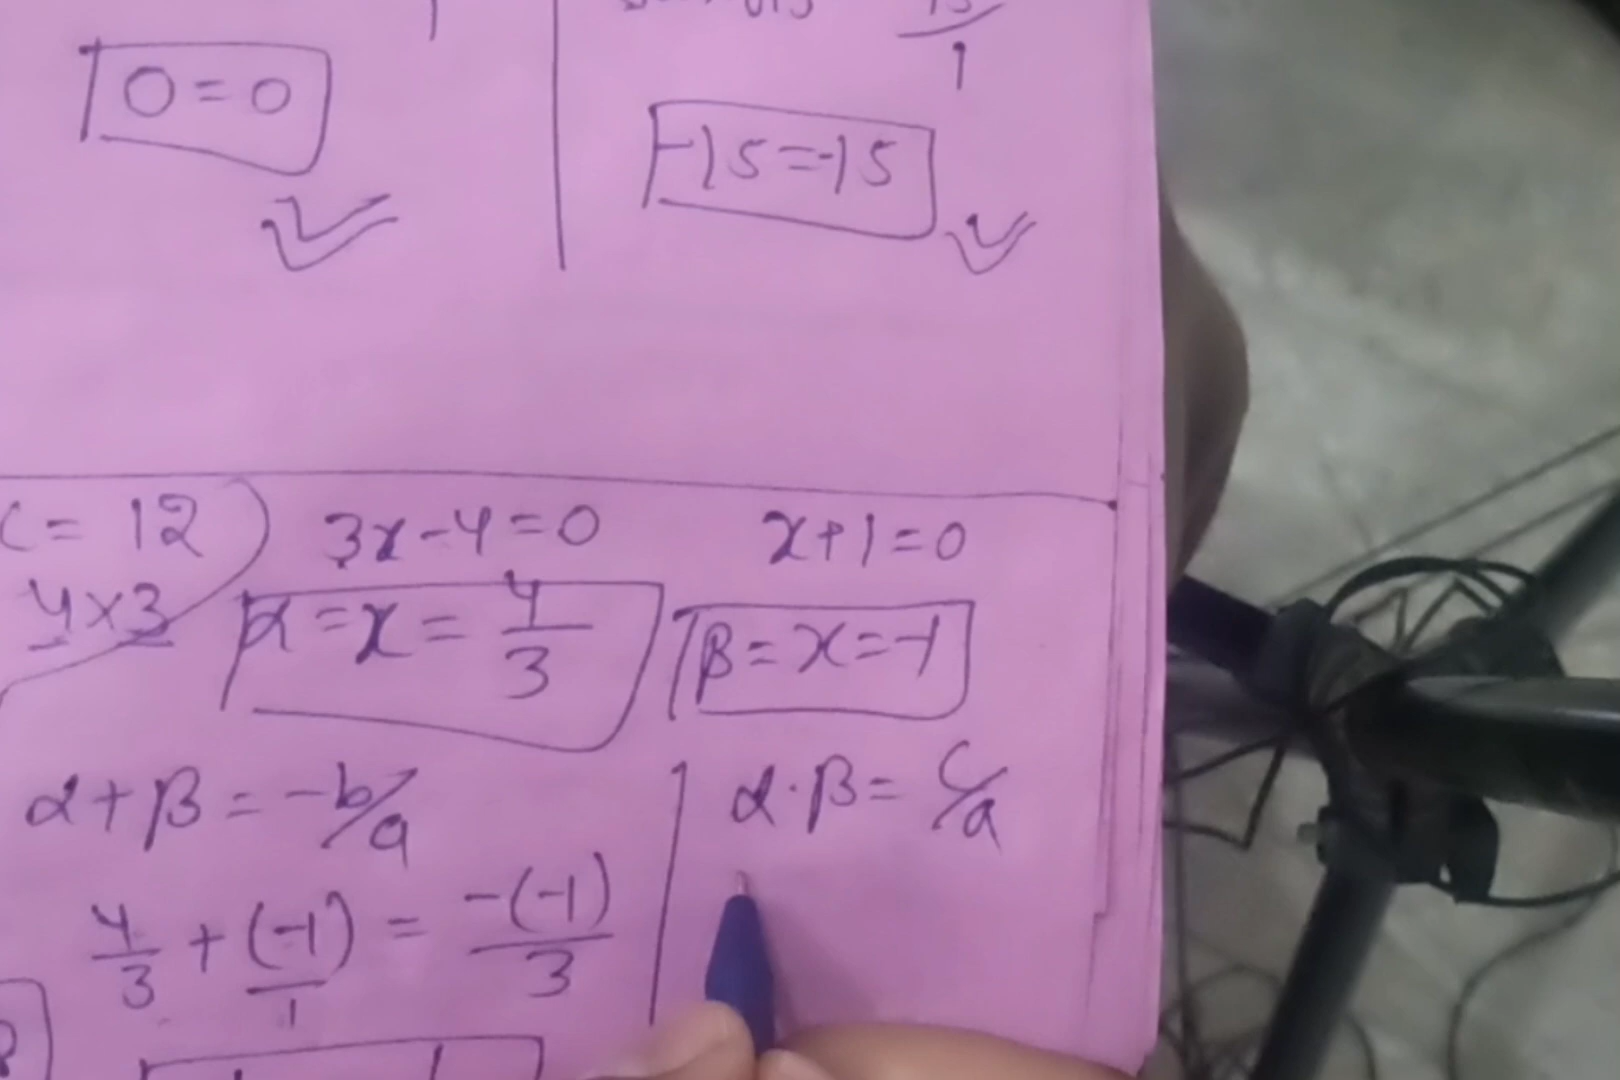 0 = 0
1
-15 = -15
c = 12
4 × 3
3x - 4 = 0
x + 1 = 0
α = x = 4/3
β = x = -1
α + β = -b/a
α · β = c/a
4/3 + (-1)/1 = -(-1)/3